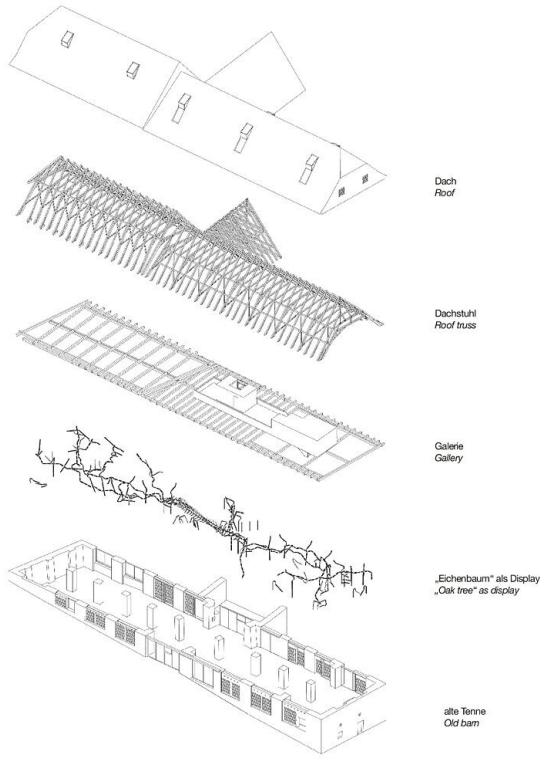 Dach
Roof
Dachstuhl
Roof truss
Galerie
Gallery
„Eichenbaum“ als Display
„Oak tree“ as display
alte Tenne
Old barn